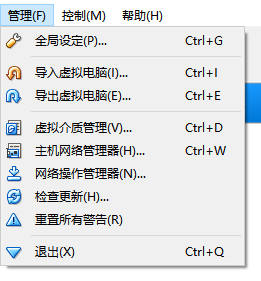 管理(F) 控制(M) 帮助(H)
全局设定(P)... Ctrl+G
导入虚拟电脑(I)... Ctrl+I
导出虚拟电脑(E)... Ctrl+E
虚拟介质管理(V)... Ctrl+D
主机网络管理器(H)... Ctrl+W
网络操作管理器(N)...
检查更新(H)...
重置所有警告(R)
退出(X) Ctrl+Q